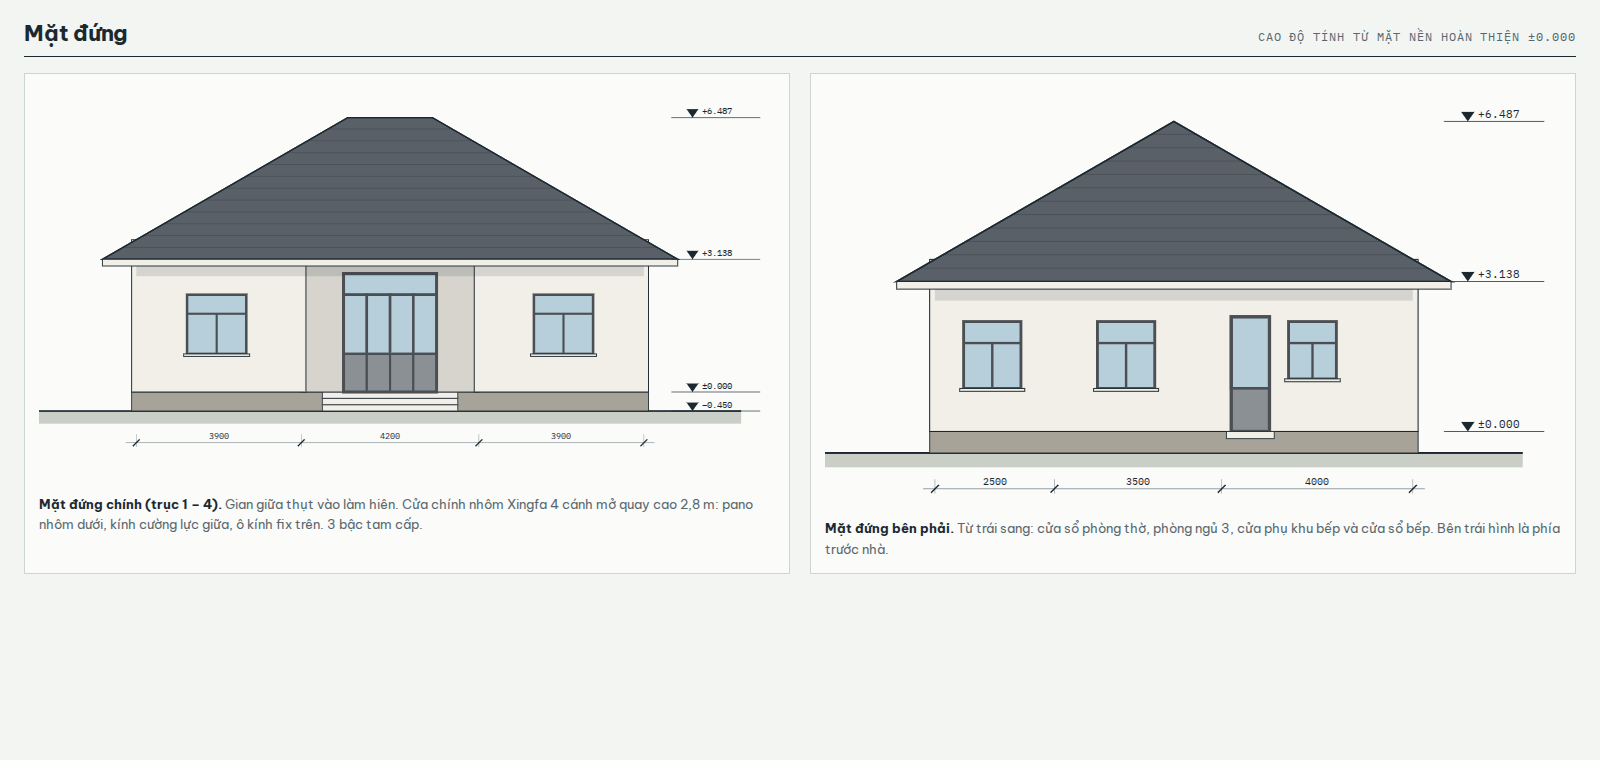 Mặt đứng
CAO ĐỘ TÍNH TỪ MẶT NỀN HOÀN THIỆN ±0.000
+6.487
+3.138
±0.000
−0.450
3900 4200 3900
Mặt đứng chính (trục 1 – 4). Gian giữa thụt vào làm hiên. Cửa chính nhôm Xingfa 4 cánh mở quay cao 2,8 m: pano
nhôm dưới, kính cường lực giữa, ô kính fix trên. 3 bậc tam cấp.
+6.487
+3.138
±0.000
2500 3500 4000
Mặt đứng bên phải. Từ trái sang: cửa sổ phòng thờ, phòng ngủ 3, cửa phụ khu bếp và cửa sổ bếp. Bên trái hình là phía
trước nhà.